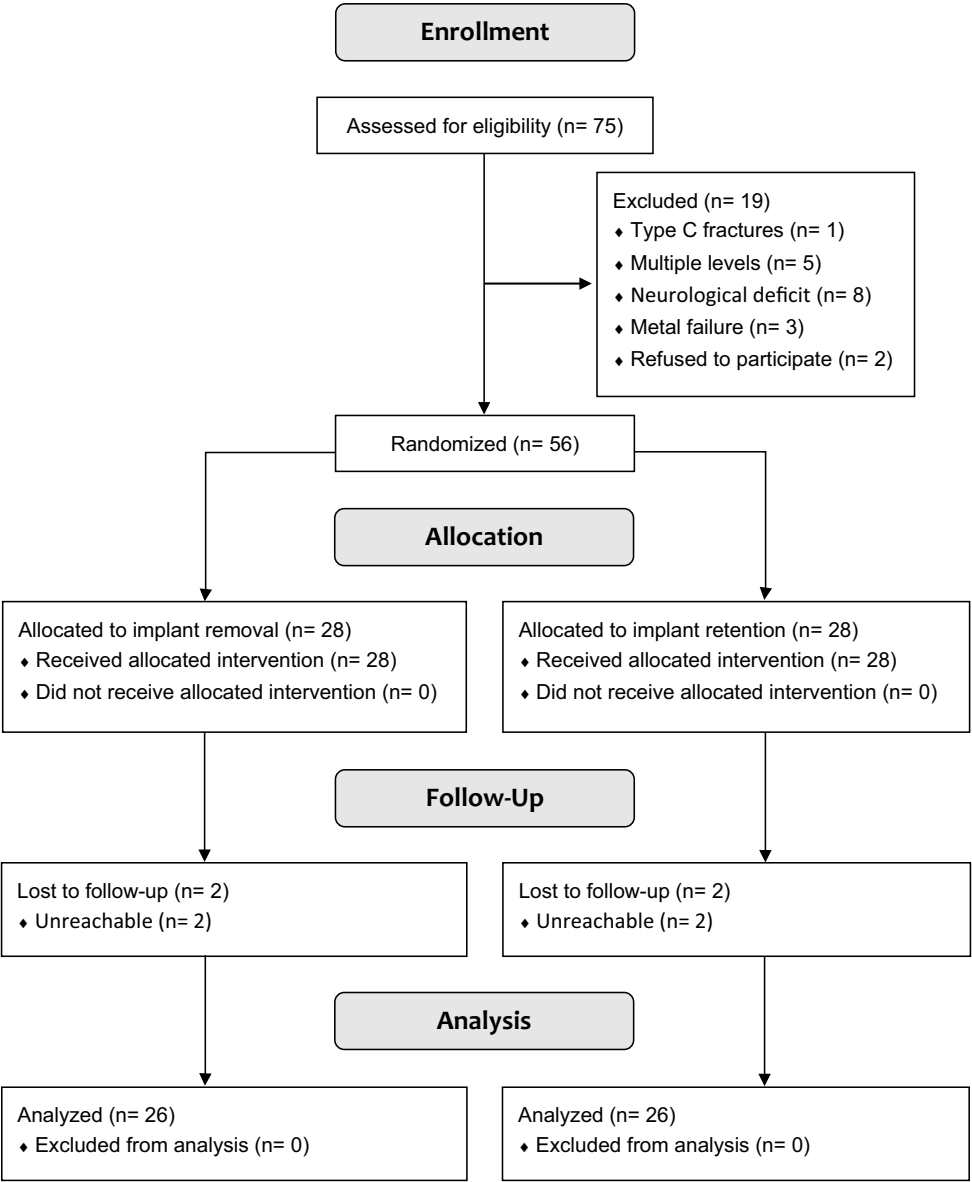 Enrollment
Assessed for eligibility (n= 75)
Excluded (n= 19)
♦ Type C fractures (n= 1)
♦ Multiple levels (n= 5)
♦ Neurological deficit (n= 8)
♦ Metal failure (n= 3)
♦ Refused to participate (n= 2)
Randomized (n= 56)
Allocation
Allocated to implant removal (n= 28)
♦ Received allocated intervention (n= 28)
♦ Did not receive allocated intervention (n= 0)
Allocated to implant retention (n= 28)
♦ Received allocated intervention (n= 28)
♦ Did not receive allocated intervention (n= 0)
Follow-Up
Lost to follow-up (n= 2)
♦ Unreachable (n= 2)
Lost to follow-up (n= 2)
♦ Unreachable (n= 2)
Analysis
Analyzed (n= 26)
♦ Excluded from analysis (n= 0)
Analyzed (n= 26)
♦ Excluded from analysis (n= 0)